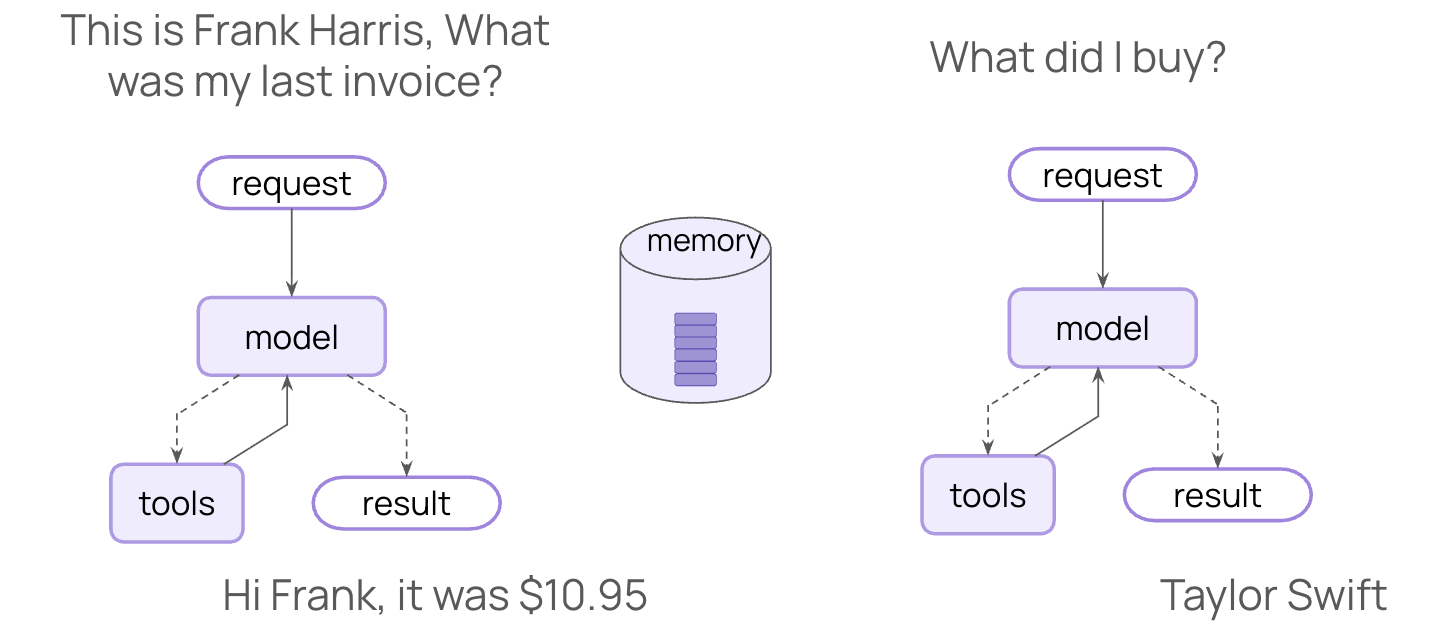 This is Frank Harris, What
was my last invoice?
request
model
tools
result
Hi Frank, it was $10.95
memory
What did I buy?
request
model
tools
result
Taylor Swift